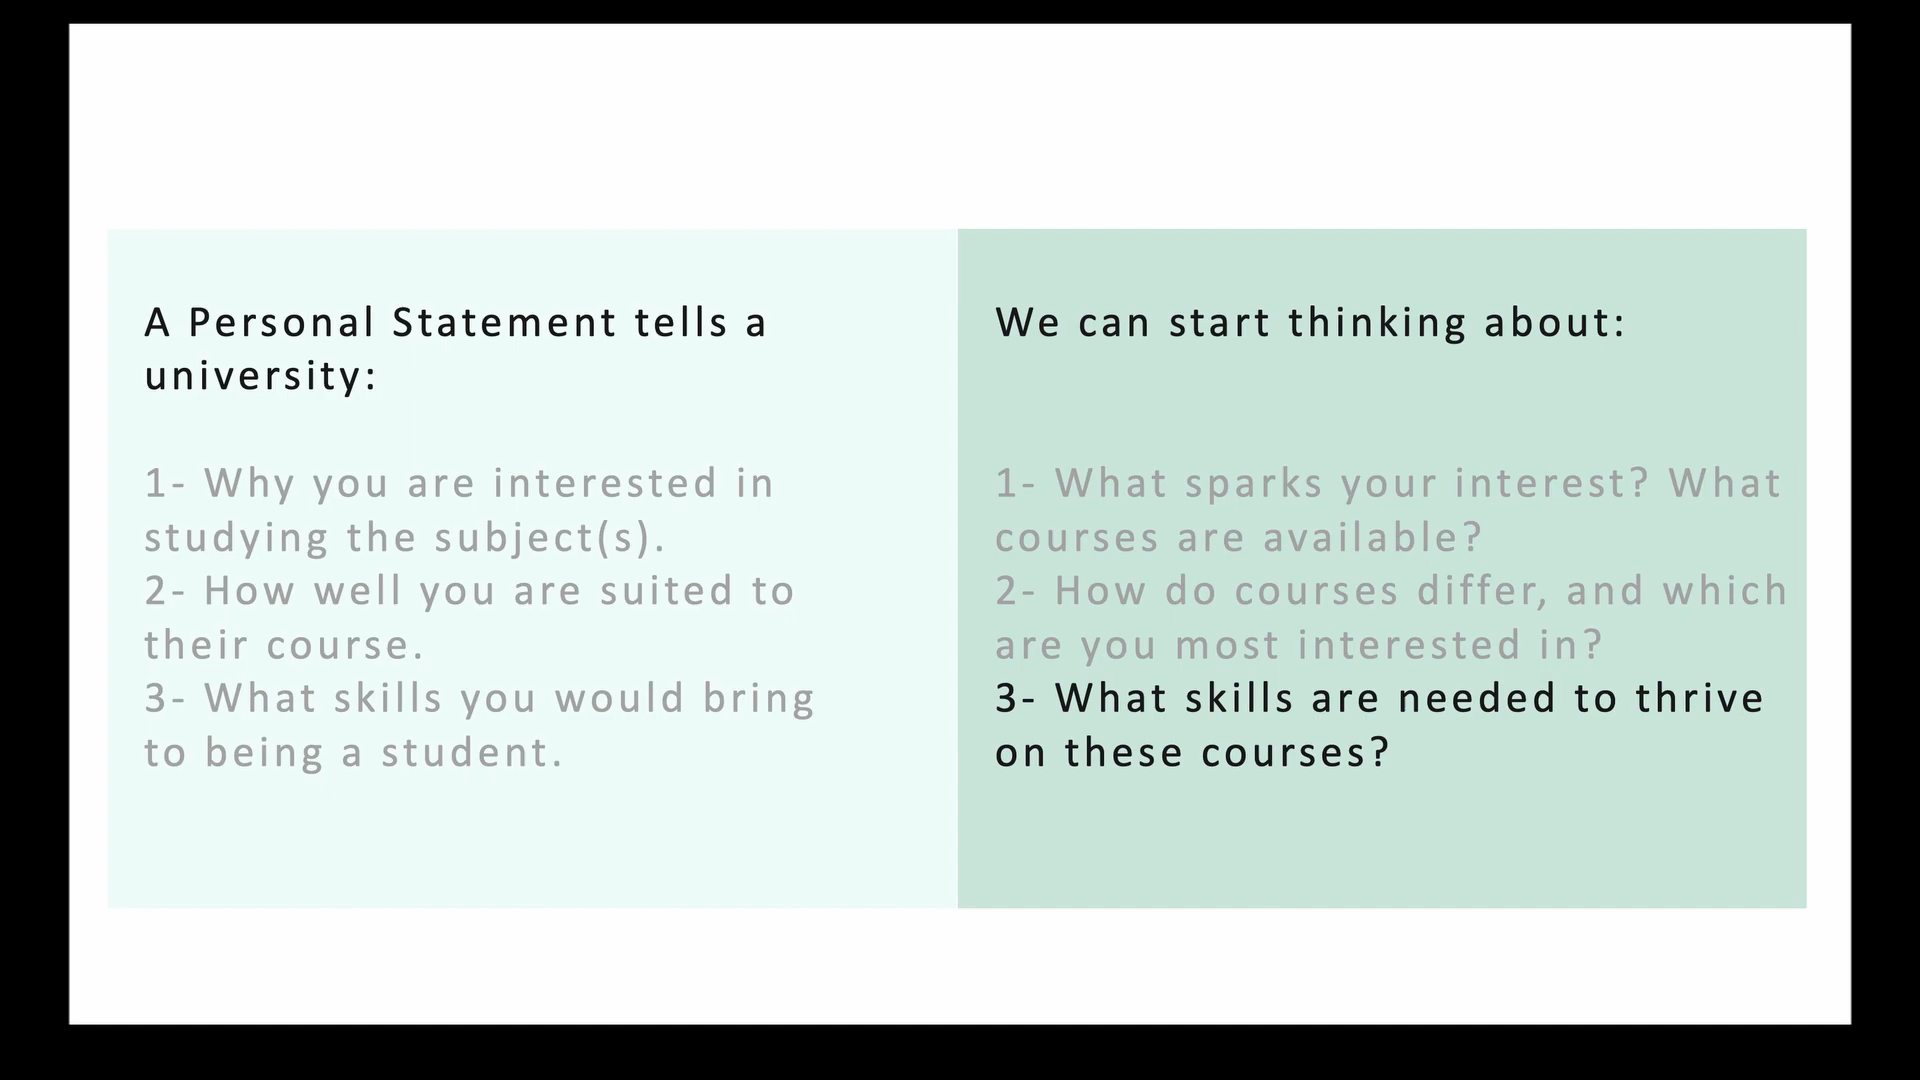 A Personal Statement tells a
university:
1- Why you are interested in
studying the subject(s).
2- How well you are suited to
their course.
3- What skills you would bring
to being a student.
We can start thinking about:
1- What sparks your interest? What
courses are available?
2- How do courses differ, and which
are you most interested in?
3- What skills are needed to thrive
on these courses?